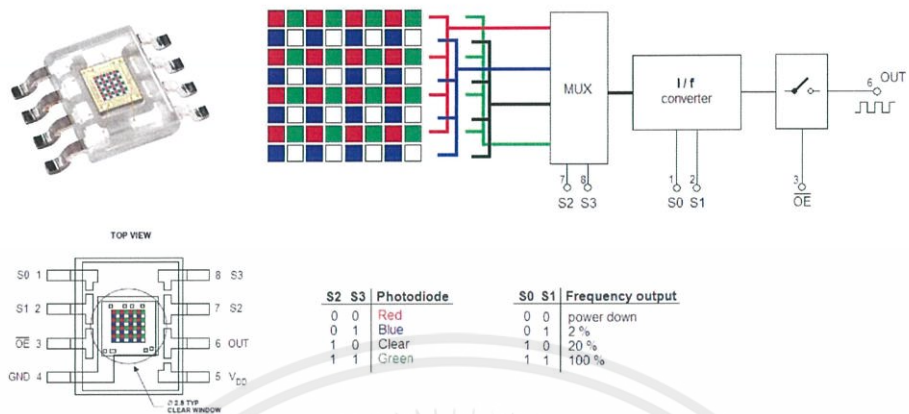 MUX
I / f
converter
6 OUT
7 8
S2 S3
1 2
S0 S1
3
OE
TOP VIEW
S0 1
8 S3
S1 2
7 S2
OE 3
6 OUT
GND 4
5 VDD
∅ 2.8 TYP
CLEAR WINDOW
S2 S3 Photodiode
0 0 Red
0 1 Blue
1 0 Clear
1 1 Green
S0 S1 Frequency output
0 0 power down
0 1 2 %
1 0 20 %
1 1 100 %